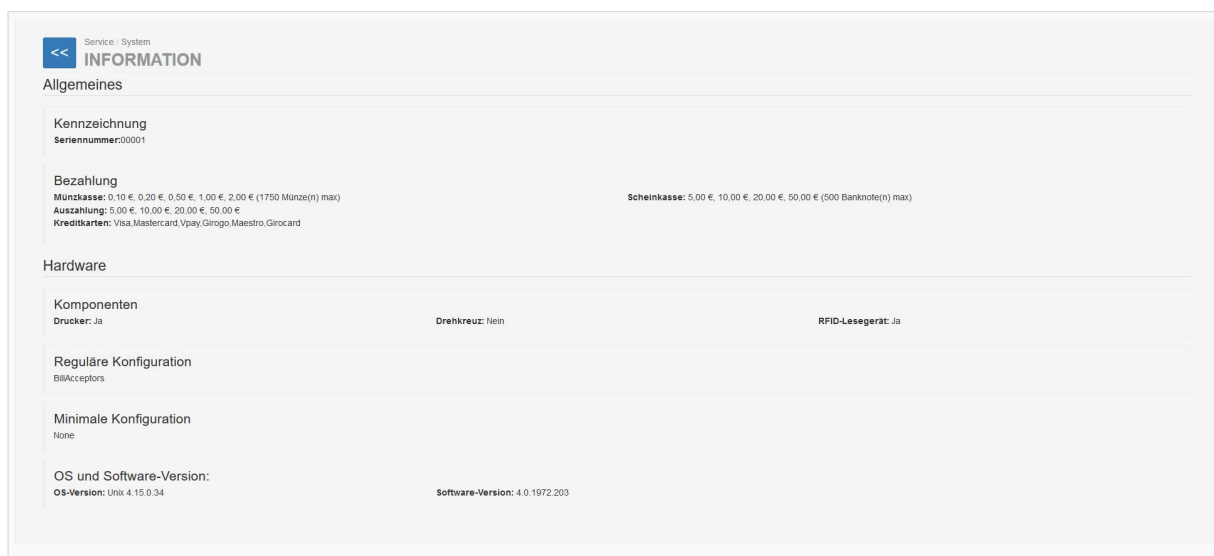 <<
Service / System
INFORMATION
Allgemeines
Kennzeichnung
Seriennummer:00001
Bezahlung
Münzkasse: 0,10 €, 0,20 €, 0,50 €, 1,00 €, 2,00 € (1750 Münze(n) max) Scheinkasse: 5,00 €, 10,00 €, 20,00 €, 50,00 € (500 Banknote(n) max)
Auszahlung: 5,00 €, 10,00 €, 20,00 €, 50,00 €
Kreditkarten: Visa,Mastercard,Vpay,Girogo,Maestro,Girocard
Hardware
Komponenten
Drucker: Ja Drehkreuz: Nein RFID-Lesegerät: Ja
Reguläre Konfiguration
BillAcceptors
Minimale Konfiguration
None
OS und Software-Version:
OS-Version: Unix 4.15.0.34 Software-Version: 4.0.1972.203